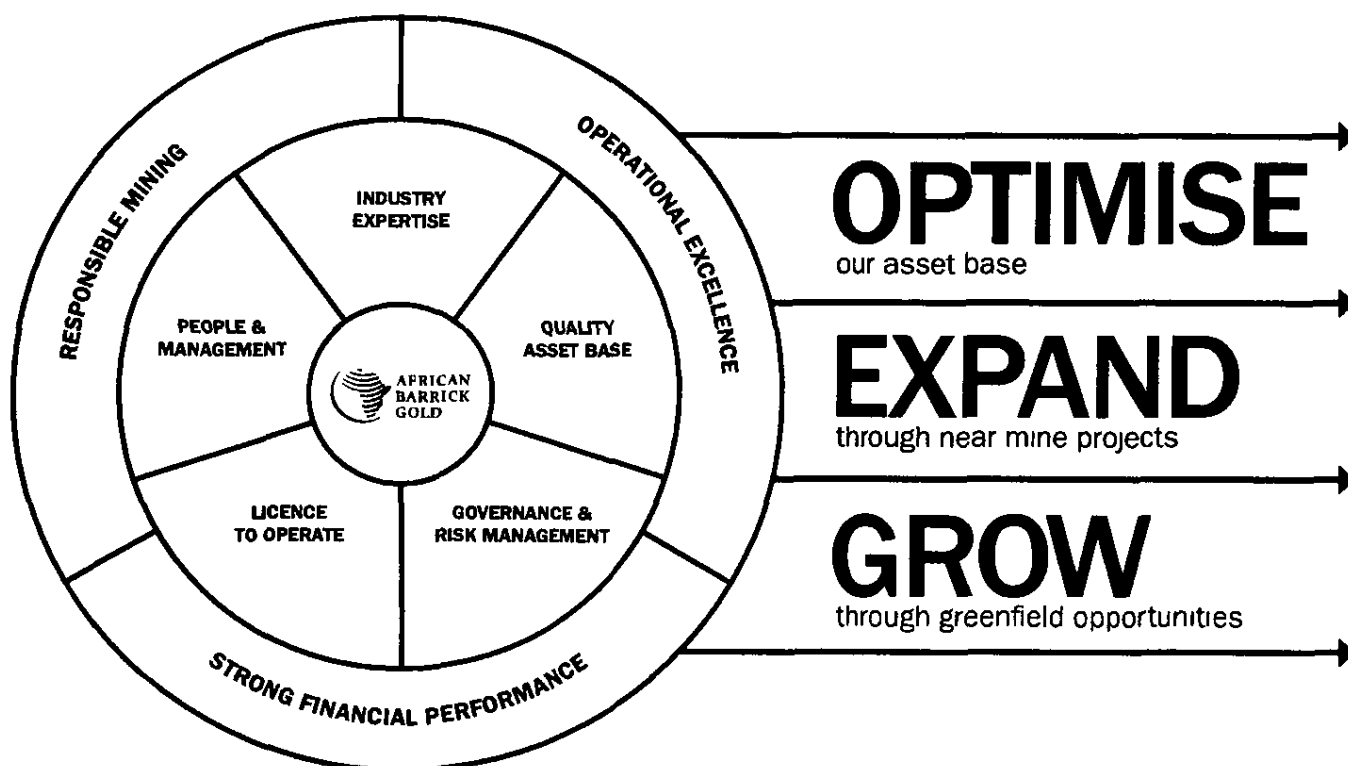 RESPONSIBLE MINING
OPERATIONAL EXCELLENCE
STRONG FINANCIAL PERFORMANCE
INDUSTRY
EXPERTISE
PEOPLE &
MANAGEMENT
QUALITY
ASSET BASE
AFRICAN
BARRICK
GOLD
LICENCE
TO OPERATE
GOVERNANCE &
RISK MANAGEMENT
OPTIMISE
our asset base
EXPAND
through near mine projects
GROW
through greenfield opportunities